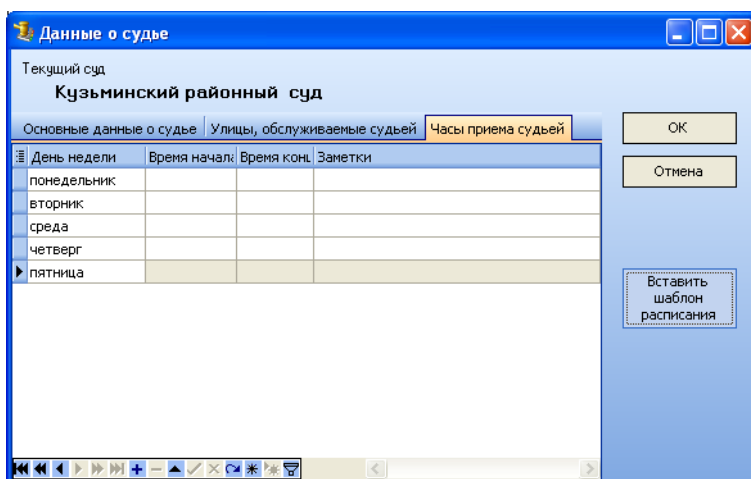 Данные о судье
Текущий суд
Кузьминский районный суд
Основные данные о судье Улицы, обслуживаемые судьей Часы приема судьей
День недели Время начала Время конц Заметки
понедельник
вторник
среда
четверг
пятница
ОК
Отмена
Вставить
шаблон
расписания